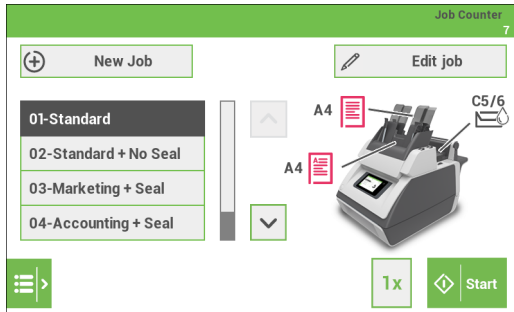 Job Counter
7
New Job
Edit job
01-Standard
02-Standard + No Seal
03-Marketing + Seal
04-Accounting + Seal
A4
C5/6
A4
1x
Start